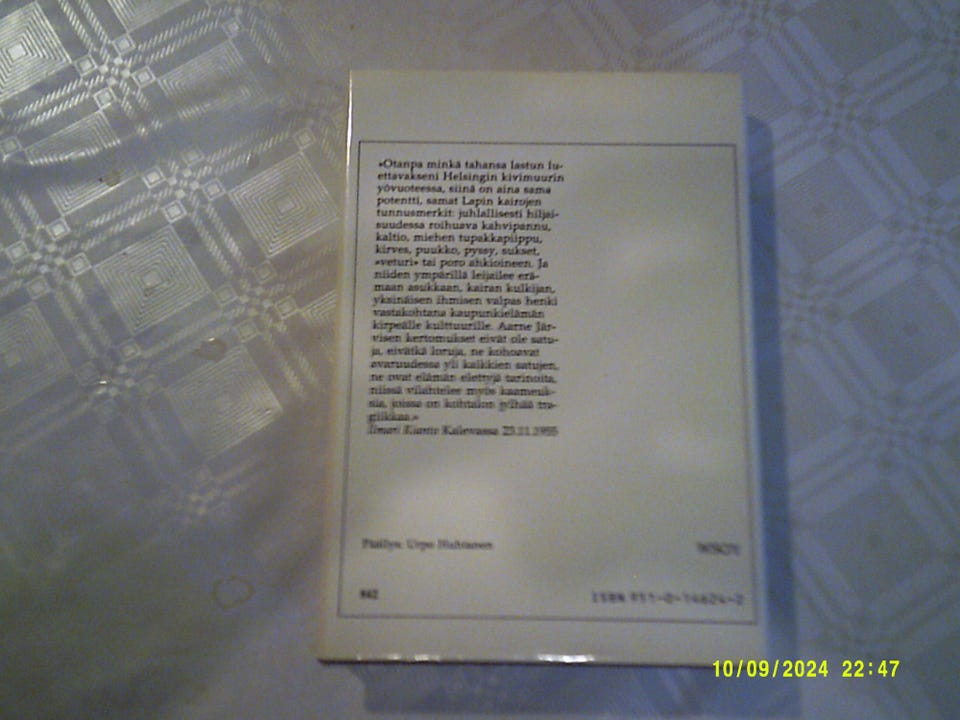 »Otanpa minkä tahansa lastun lu-
ettavakseni Helsingin kivimuurin
yövuoteessa, siinä on aina sama
potentti, samat Lapin kairojen
tunnusmerkit: juhlallisesti hiljai-
suudessa roihuava kahvipannu,
kaltio, miehen tupakkapiippu,
kirves, puukko, pyssy, sukset,
»veturi» tai poro ahkioineen. Ja
niiden ympärillä leijailee erä-
maan asukkaan, kairan kulkijan,
yksinäisen ihmisen valpas henki
vastakohtana kaupunkielämän
kirpeälle kulttuurille. Aarne Jär-
visen kertomukset eivät ole satu-
ja, eivätkä loruja, ne kohoavat
avaruudessa yli kaikkien satujen,
ne ovat elämän elettyjä tarinoita,
niissä vilahtelee myös kaameuk-
sia, joissa on kohtalon jylhää tra-
giikkaa.»
Ilmari Kianto Kalevassa 23.11.1955
Päällys: Urpo Huhtanen
WSOY
842
ISBN 951-0-14624-2
10/09/2024 22:47